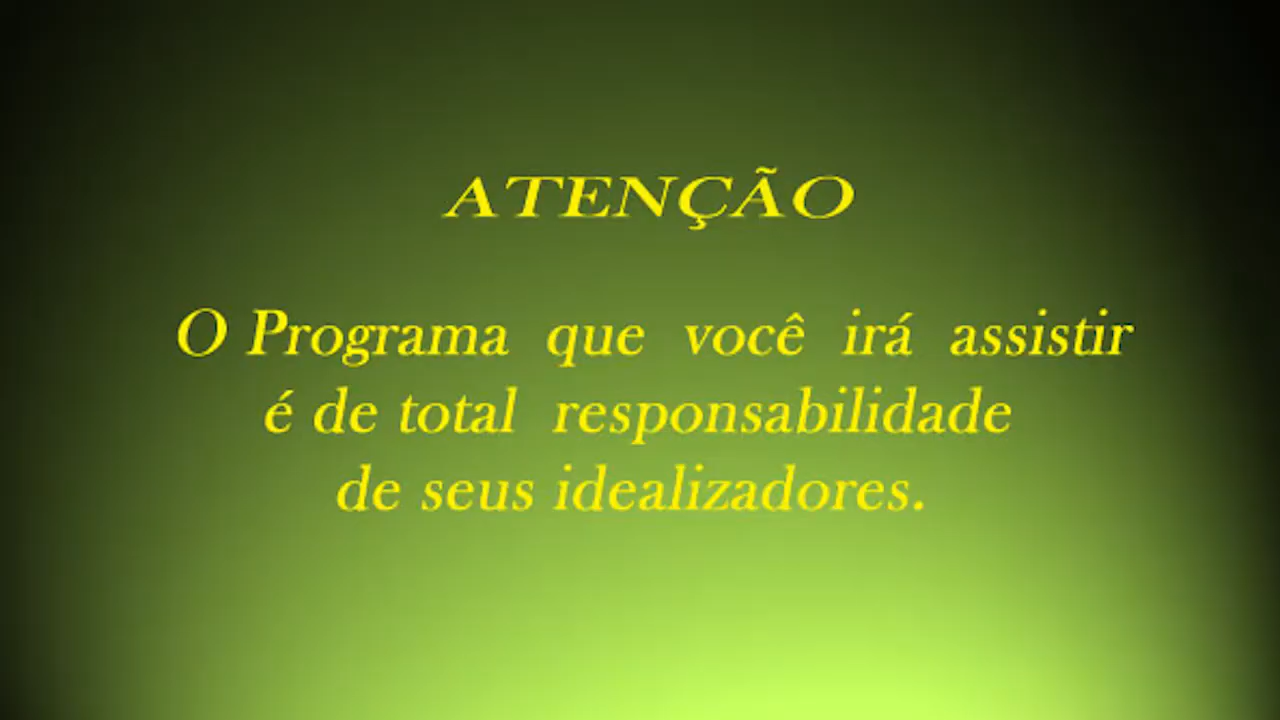 ATENÇÃO
O Programa que você irá assistir
é de total responsabilidade
de seus idealizadores.